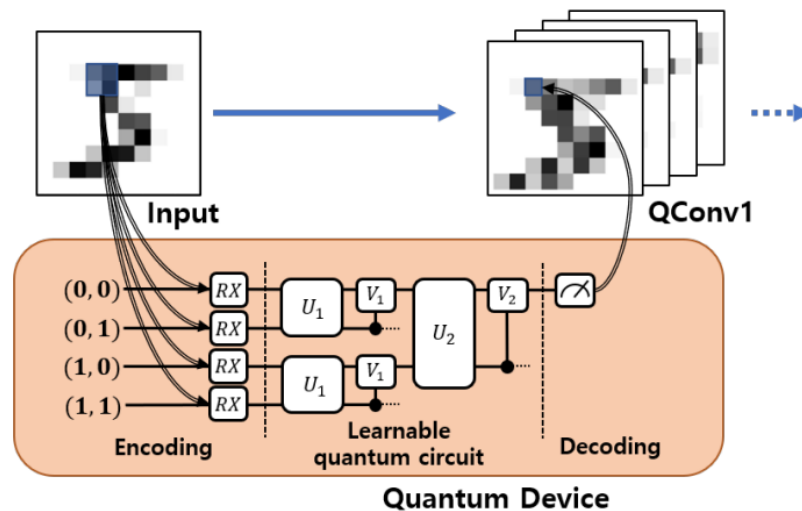 Input
QConv1
(0, 0) RX
(0, 1) RX
(1, 0) RX
(1, 1) RX
U₁ V₁ U₂ V₂
U₁ V₁
Encoding
Learnable
quantum circuit
Decoding
Quantum Device